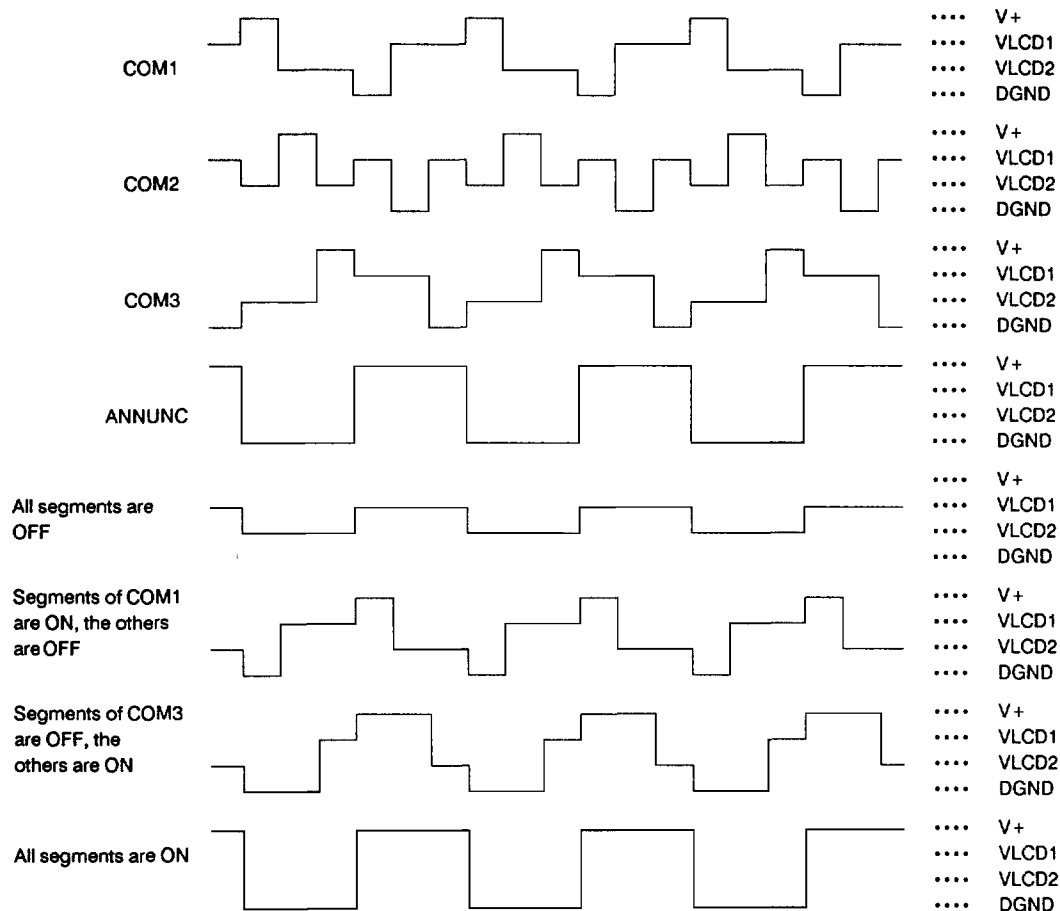 COM1
•••• V+
•••• VLCD1
•••• VLCD2
•••• DGND
COM2
•••• V+
•••• VLCD1
•••• VLCD2
•••• DGND
COM3
•••• V+
•••• VLCD1
•••• VLCD2
•••• DGND
ANNUNC
•••• V+
•••• VLCD1
•••• VLCD2
•••• DGND
All segments are
OFF
•••• V+
•••• VLCD1
•••• VLCD2
•••• DGND
Segments of COM1
are ON, the others
are OFF
•••• V+
•••• VLCD1
•••• VLCD2
•••• DGND
Segments of COM3
are OFF, the
others are ON
•••• V+
•••• VLCD1
•••• VLCD2
•••• DGND
All segments are ON
•••• V+
•••• VLCD1
•••• VLCD2
•••• DGND